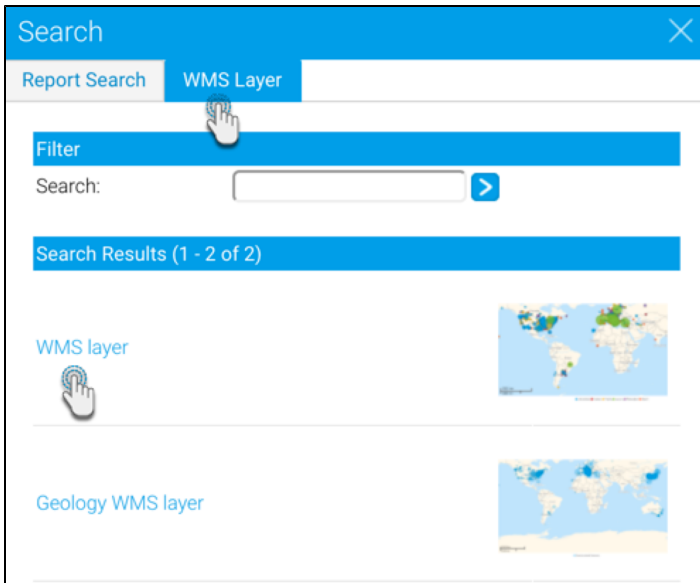 Search
Report Search
WMS Layer
Filter
Search:
Search Results (1 - 2 of 2)
WMS layer
Geology WMS layer